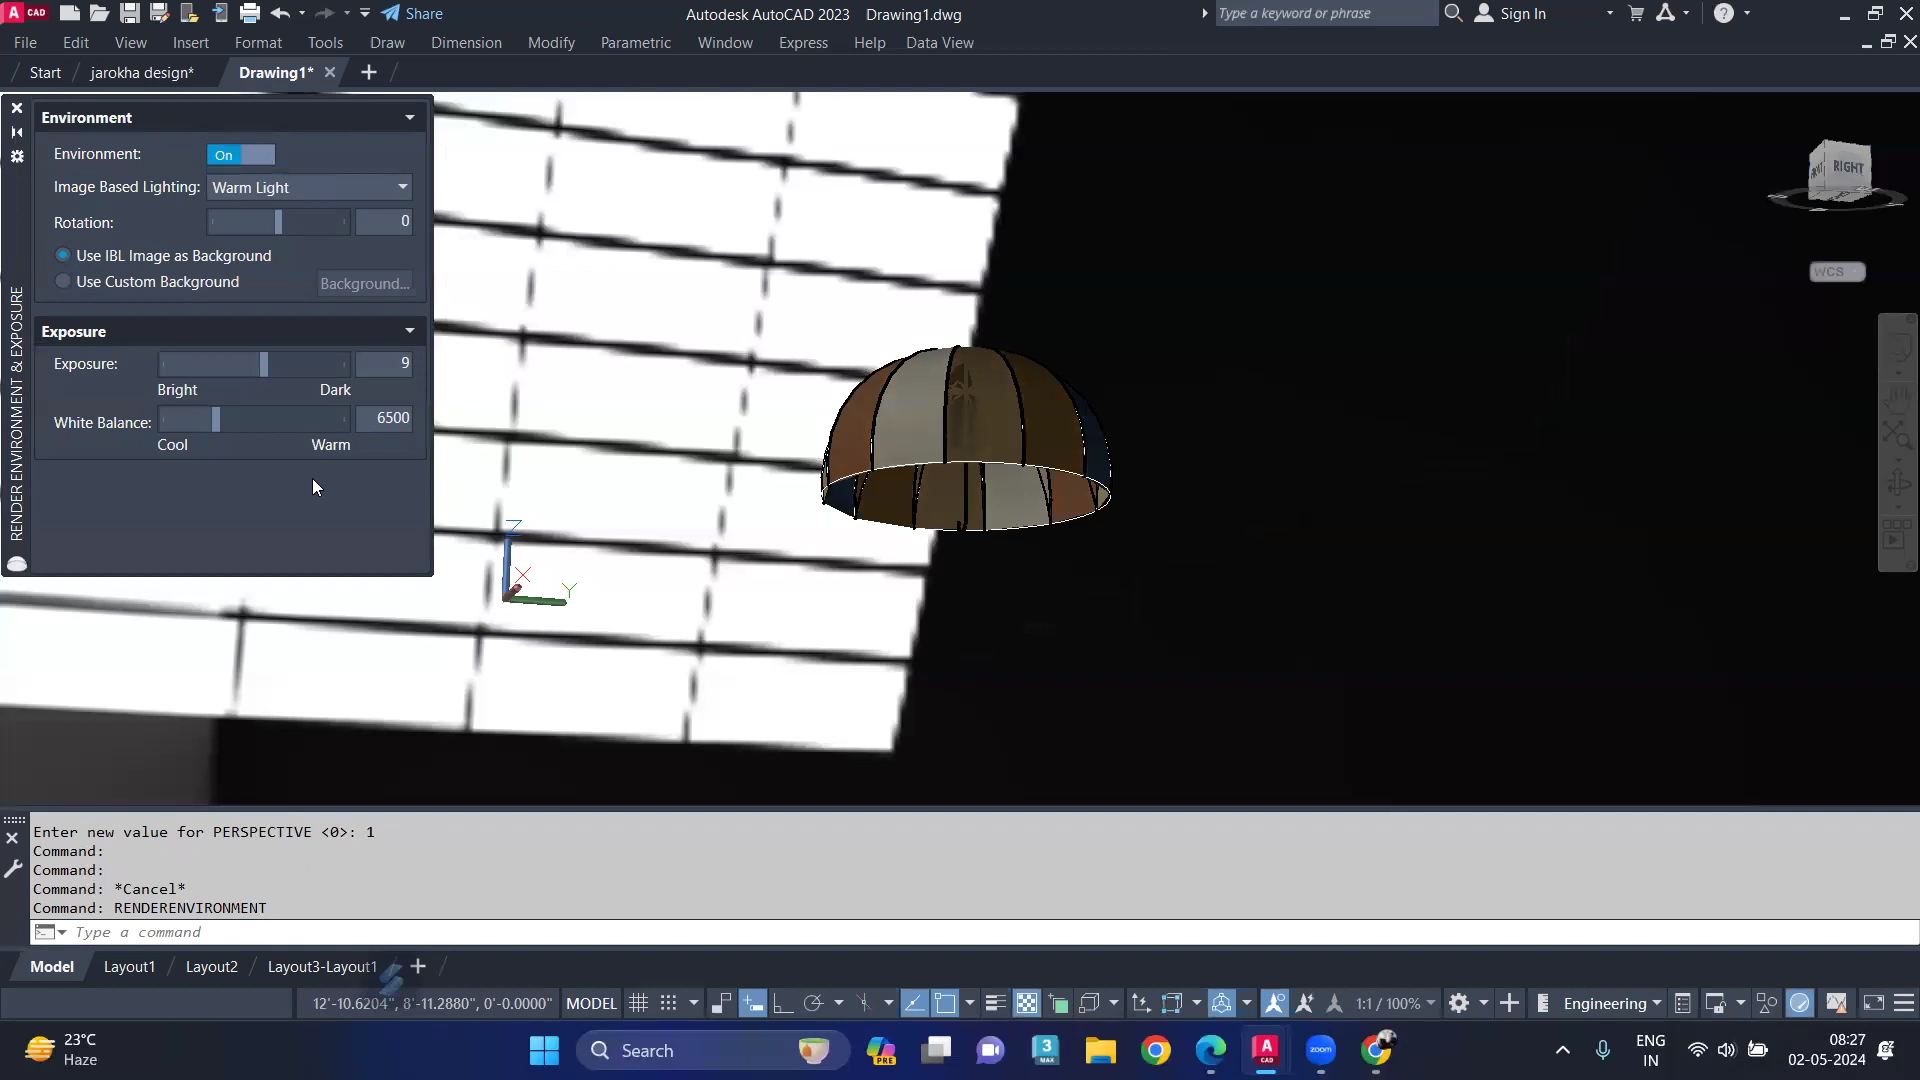 A CAD
Share
Autodesk AutoCAD 2023 Drawing1.dwg
Type a keyword or phrase
Sign In
File Edit View Insert Format Tools Draw Dimension Modify Parametric Window Express Help Data View
Start jarokha design* Drawing1*
Environment
Environment: On
Image Based Lighting: Warm Light
Rotation: 0
Use IBL Image as Background
Use Custom Background Background...
Exposure
Exposure: 9
Bright Dark
White Balance: 6500
Cool Warm
RENDER ENVIRONMENT & EXPOSURE
RIGHT
WCS
Z
X
Y
Enter new value for PERSPECTIVE <0>: 1
Command:
Command:
Command: *Cancel*
Command: RENDERENVIRONMENT
Type a command
Model Layout1 Layout2 Layout3-Layout1
12'-10.6204", 8'-11.2880", 0'-0.0000" MODEL 1:1 / 100% Engineering
23°C
Haze
Search
PRE
3
MAX
A
CAD
zoom
ENG
IN
08:27
02-05-2024